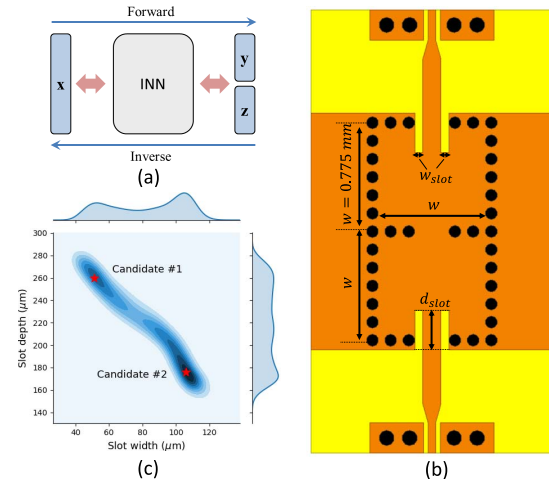 Forward
x
INN
y
z
Inverse
(a)
w = 0.775 mm
w_slot
w
w
d_slot
(b)
300
280
260
240
220
200
180
160
140
Slot depth (μm)
Candidate #1
Candidate #2
40
60
80
100
120
Slot width (μm)
(c)